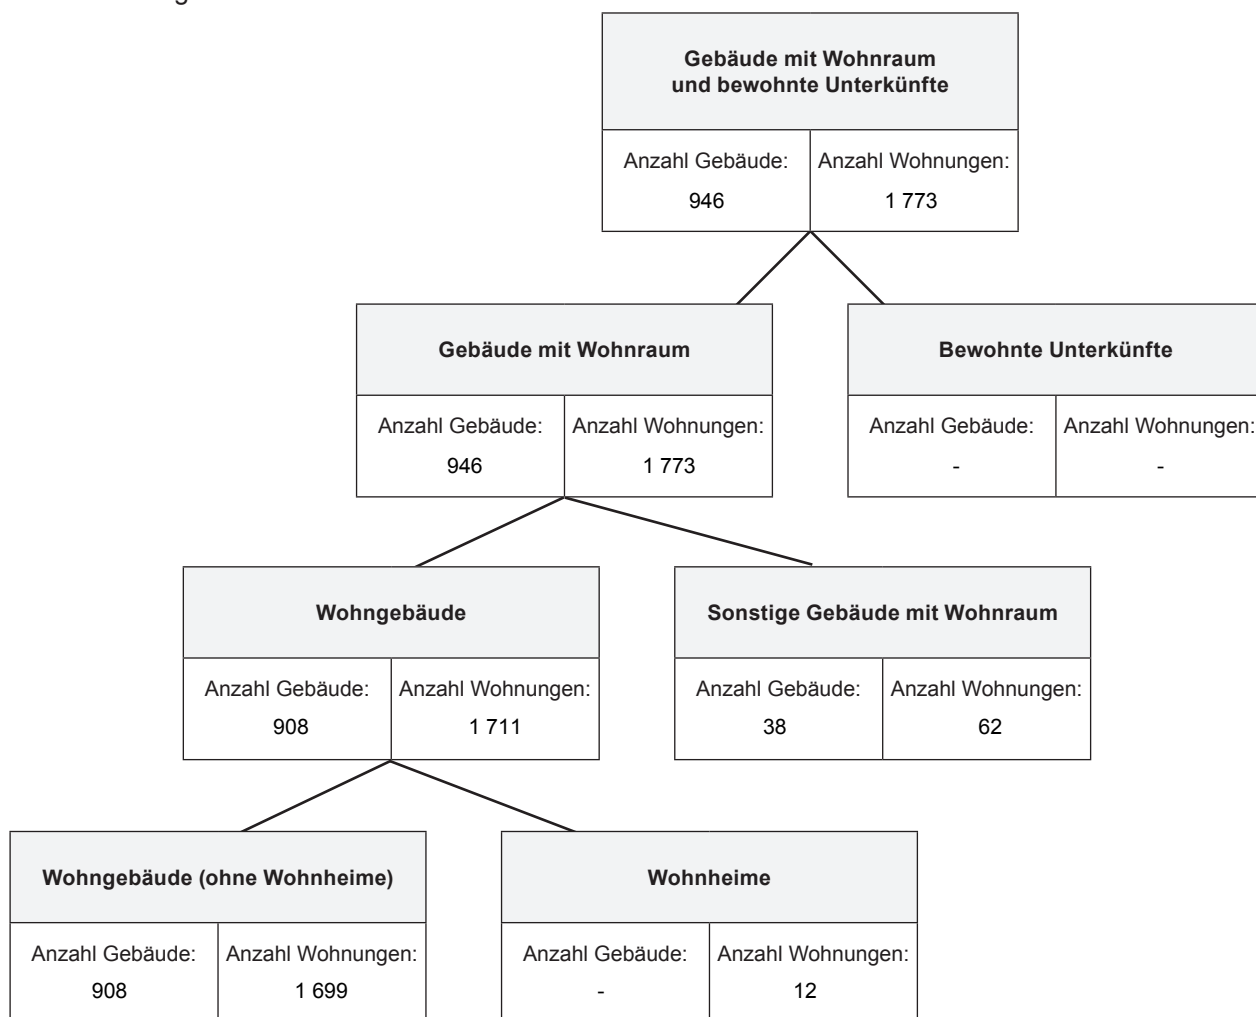 Gebäude mit Wohnraum
und bewohnte Unterkünfte
Anzahl Gebäude: Anzahl Wohnungen:
946 1 773
Gebäude mit Wohnraum
Anzahl Gebäude: Anzahl Wohnungen:
946 1 773
Bewohnte Unterkünfte
Anzahl Gebäude: Anzahl Wohnungen:
- -
Wohngebäude
Anzahl Gebäude: Anzahl Wohnungen:
908 1 711
Sonstige Gebäude mit Wohnraum
Anzahl Gebäude: Anzahl Wohnungen:
38 62
Wohngebäude (ohne Wohnheime)
Anzahl Gebäude: Anzahl Wohnungen:
908 1 699
Wohnheime
Anzahl Gebäude: Anzahl Wohnungen:
- 12